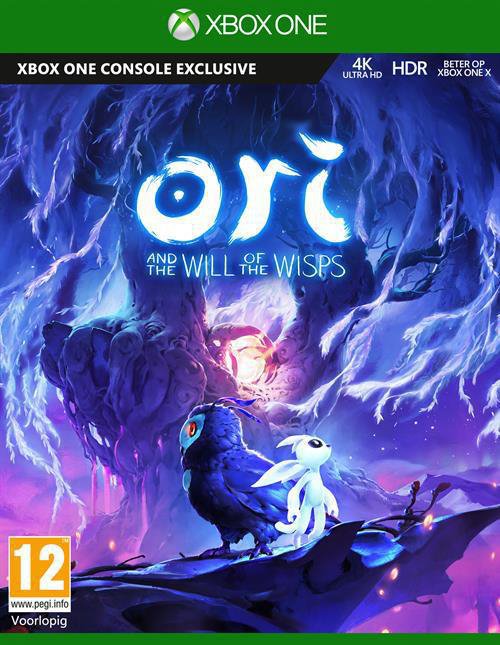 XBOX ONE
XBOX ONE CONSOLE EXCLUSIVE
4K
ULTRA HD
HDR
BETER OP
XBOX ONE X
ori
AND THE WILL OF THE WISPS
12
www.pegi.info
Voorlopig